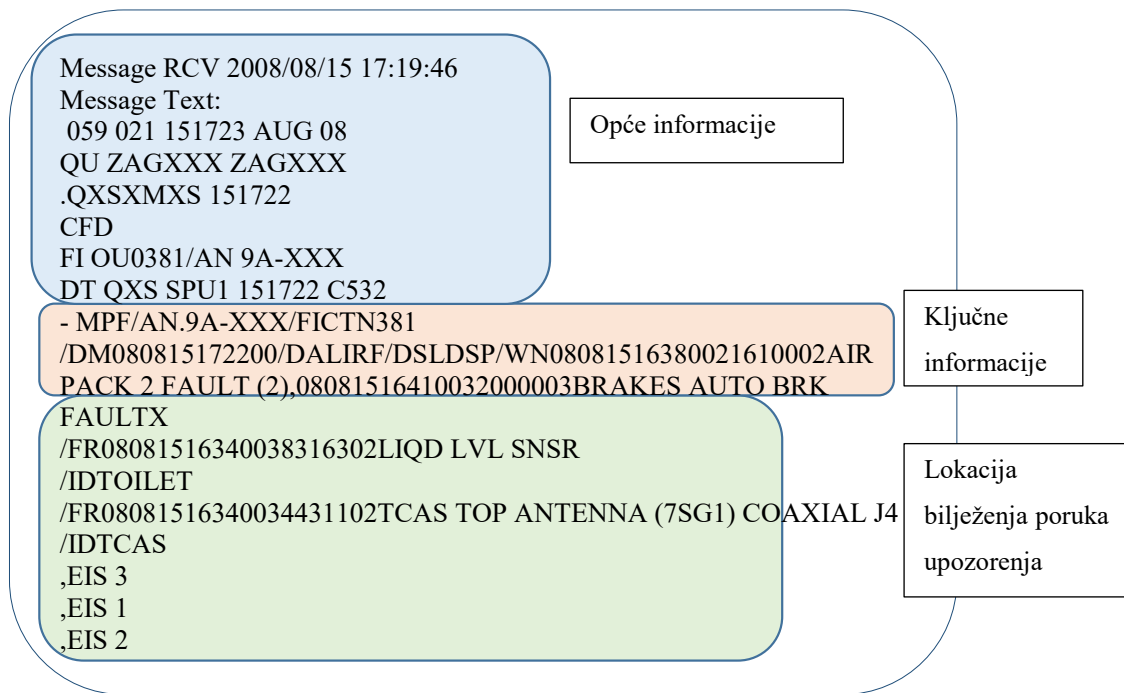 Message RCV 2008/08/15 17:19:46
Message Text:
059 021 151723 AUG 08
QU ZAGXXX ZAGXXX
.QXSXMXS 151722
CFD
FI OU0381/AN 9A-XXX
DT QXS SPU1 151722 C532
Opće informacije
- MPF/AN.9A-XXX/FICTN381
/DM080815172200/DALIRF/DSLDSP/WN08081516380021610002AIR
PACK 2 FAULT (2),08081516410032000003BRAKES AUTO BRK
Ključne
informacije
FAULTX
/FR08081516340038316302LIQD LVL SNSR
/IDTOILET
/FR08081516340034431102TCAS TOP ANTENNA (7SG1) COAXIAL J4
/IDTCAS
,EIS 3
,EIS 1
,EIS 2
Lokacija
bilježenja poruka
upozorenja